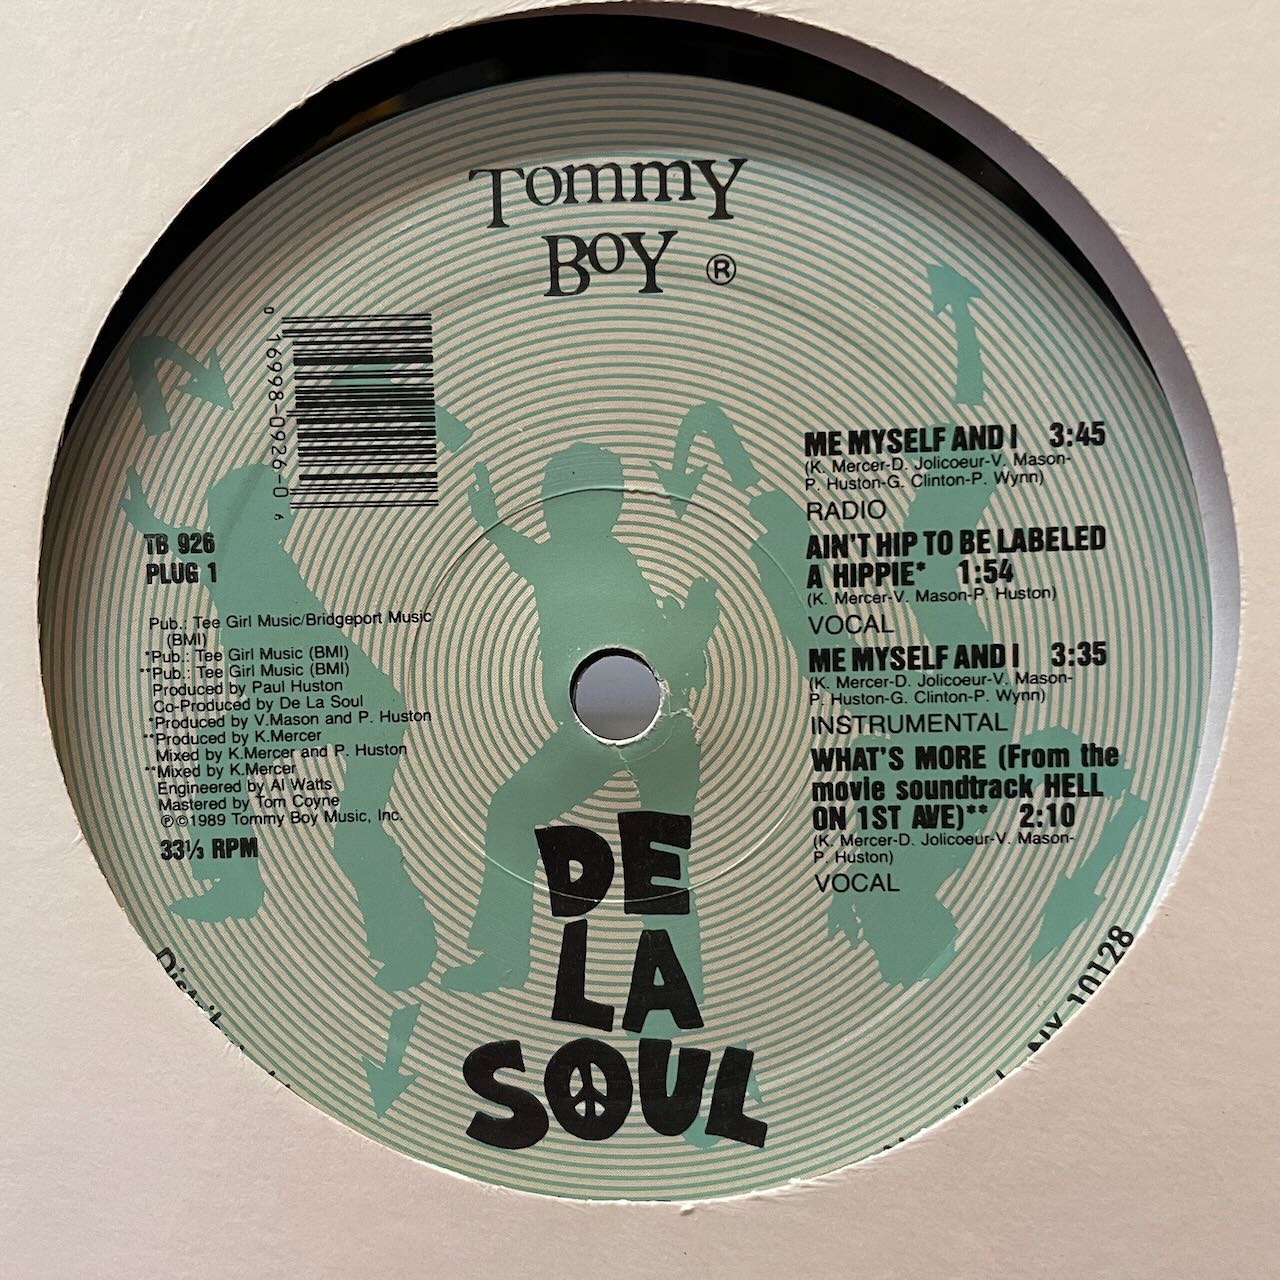 Tommy
Boy ®
0 16998-0926-0 6
TB 926
PLUG 1
Pub.: Tee Girl Music/Bridgeport Music
(BMI)
*Pub.: Tee Girl Music (BMI)
**Pub.: Tee Girl Music (BMI)
Produced by Paul Huston
Co-Produced by De La Soul
*Produced by V.Mason and P. Huston
**Produced by K.Mercer
Mixed by K.Mercer and P. Huston
**Mixed by K.Mercer
Engineered by Al Watts
Mastered by Tom Coyne
℗©1989 Tommy Boy Music, Inc.
33⅓ RPM
ME MYSELF AND I 3:45
(K. Mercer-D. Jolicoeur-V. Mason-
P. Huston-G. Clinton-P. Wynn)
RADIO
AIN'T HIP TO BE LABELED
A HIPPIE* 1:54
(K. Mercer-V. Mason-P. Huston)
VOCAL
ME MYSELF AND I 3:35
(K. Mercer-D. Jolicoeur-V. Mason-
P. Huston-G. Clinton-P. Wynn)
INSTRUMENTAL
WHAT'S MORE (From the
movie soundtrack HELL
ON 1ST AVE)** 2:10
(K. Mercer-D. Jolicoeur-V. Mason-
P. Huston)
VOCAL
DE
LA
SOUL
NY 10128